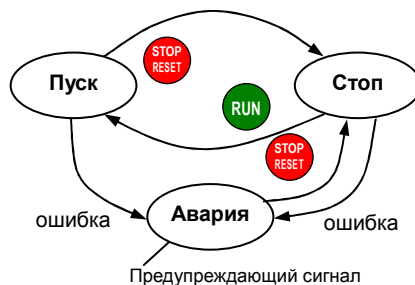 STOP
RESET
Пуск
Стоп
RUN
STOP
RESET
ошибка
Авария
ошибка
Предупреждающий сигнал